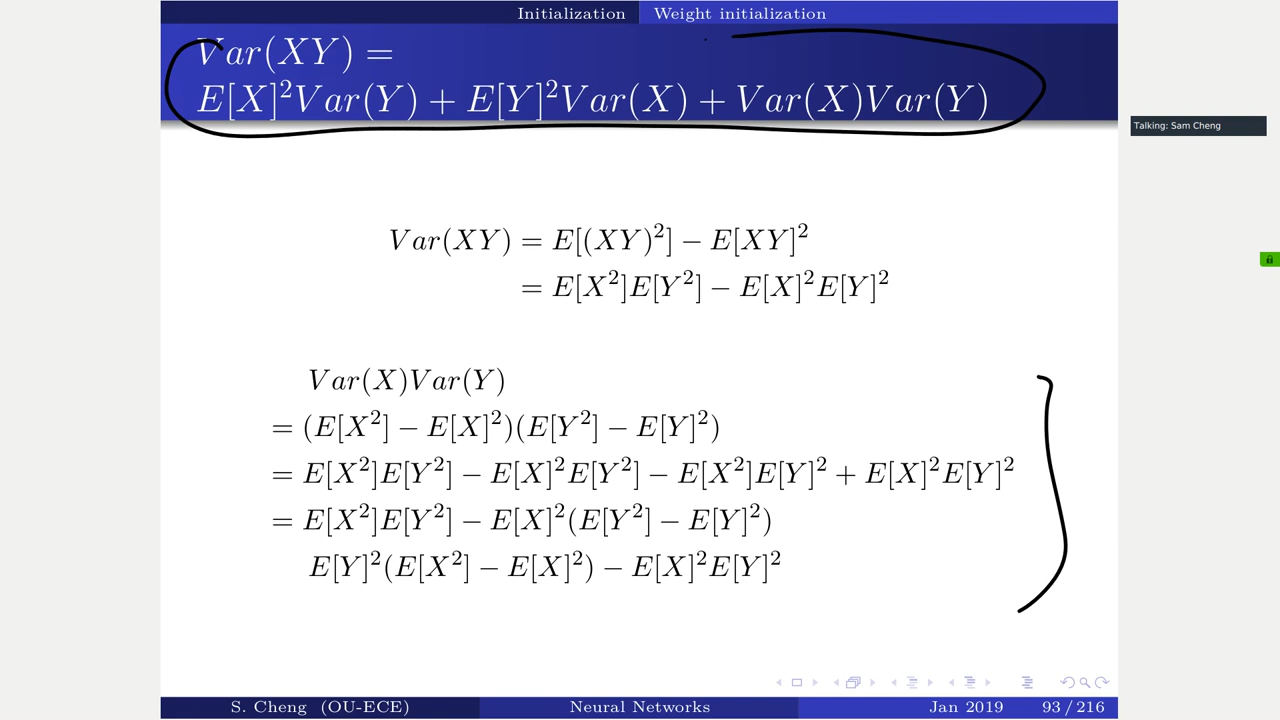 Initialization Weight initialization
Var(XY) =
E[X]²Var(Y) + E[Y]²Var(X) + Var(X)Var(Y)
Talking: Sam Cheng
Var(XY) = E[(XY)²] − E[XY]²
= E[X²]E[Y²] − E[X]²E[Y]²
Var(X)Var(Y)
= (E[X²] − E[X]²)(E[Y²] − E[Y]²)
= E[X²]E[Y²] − E[X]²E[Y²] − E[X²]E[Y]² + E[X]²E[Y]²
= E[X²]E[Y²] − E[X]²(E[Y²] − E[Y]²)
E[Y]²(E[X²] − E[X]²) − E[X]²E[Y]²
S. Cheng (OU-ECE) Neural Networks Jan 2019 93 / 216